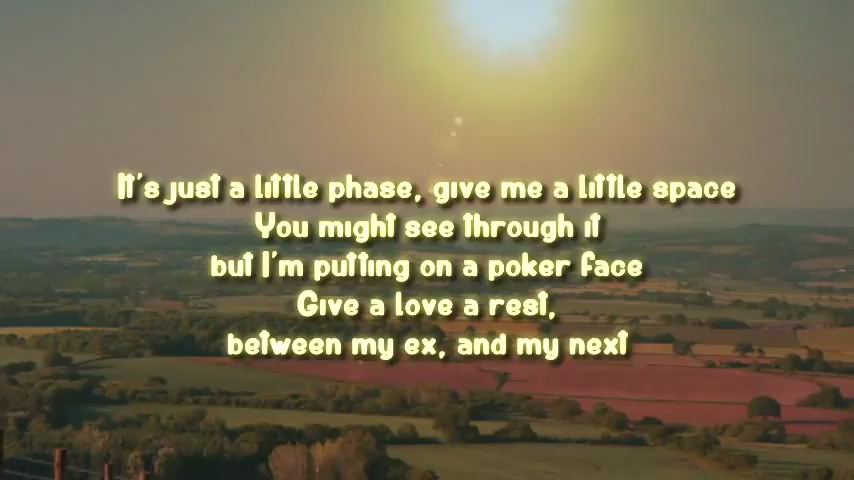 It's just a little phase, give me a little space
You might see through it
but I'm putting on a poker face
Give a love a rest,
between my ex, and my next